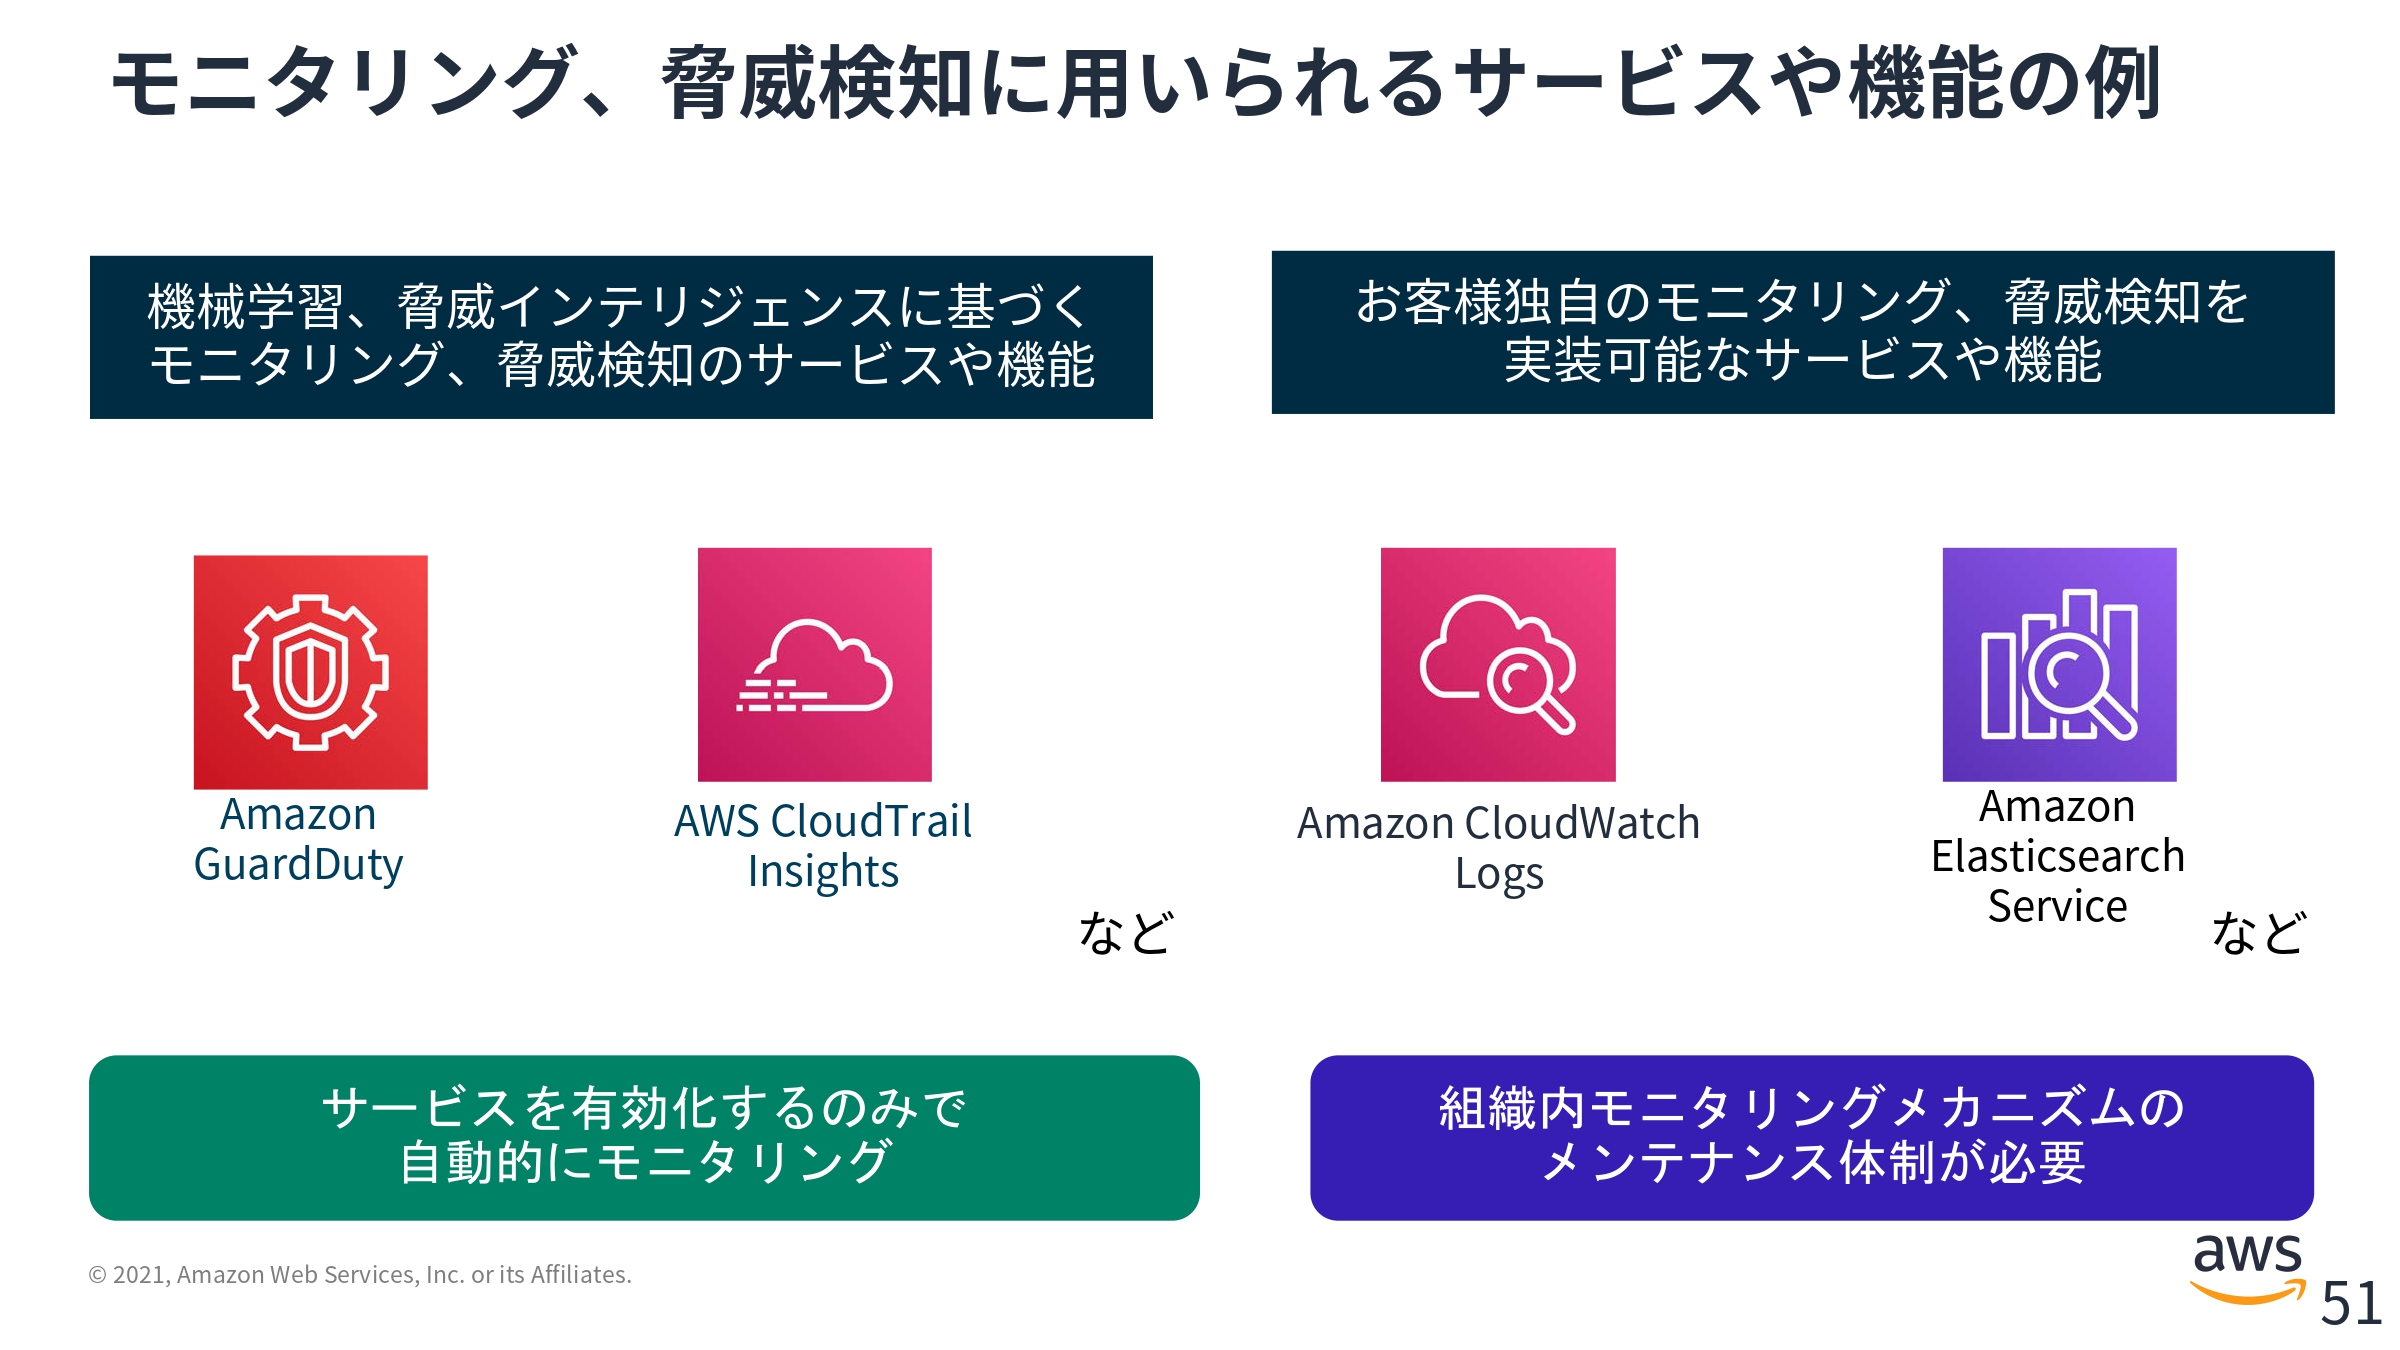 モニタリング、脅威検知に用いられるサービスや機能の例
機械学習、脅威インテリジェンスに基づく
モニタリング、脅威検知のサービスや機能
お客様独自のモニタリング、脅威検知を
実装可能なサービスや機能
Amazon
GuardDuty
AWS CloudTrail
Insights
など
Amazon CloudWatch
Logs
Amazon
Elasticsearch
Service
など
サービスを有効化するのみで
自動的にモニタリング
組織内モニタリングメカニズムの
メンテナンス体制が必要
© 2021, Amazon Web Services, Inc. or its Affiliates.
aws
51